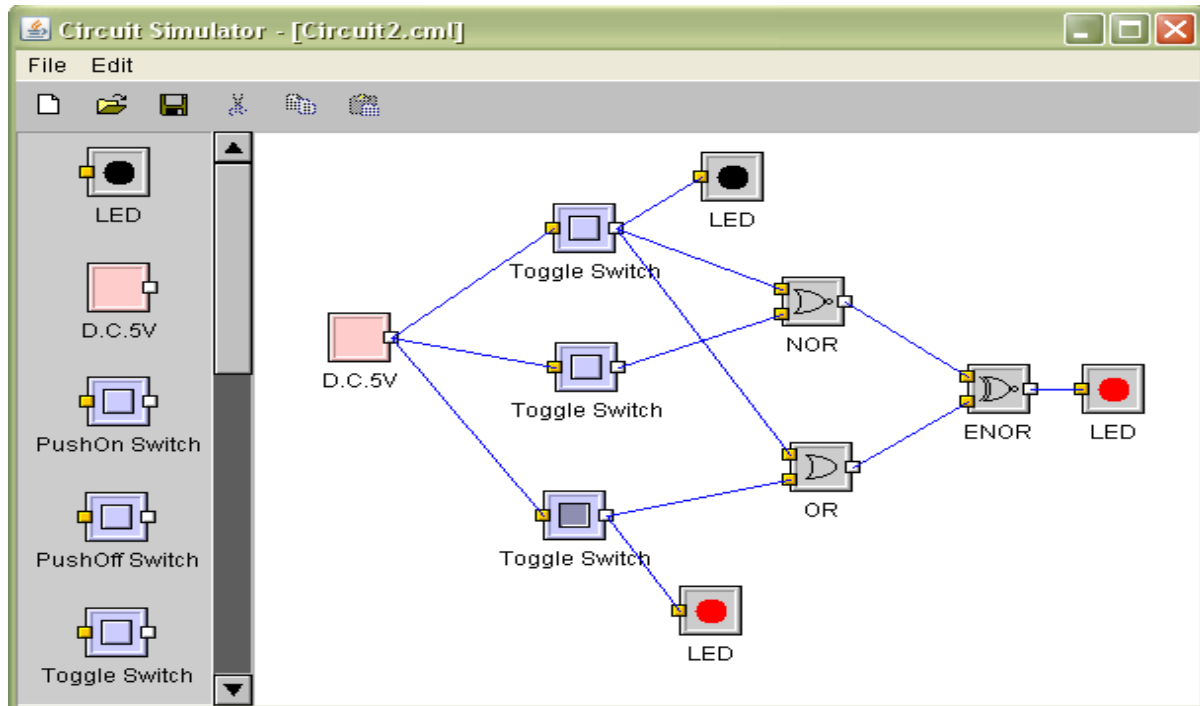 Circuit Simulator - [Circuit2.cml]
File Edit
LED
D.C.5V
PushOn Switch
PushOff Switch
Toggle Switch
LED
Toggle Switch
NOR
D.C.5V
Toggle Switch
ENOR
LED
OR
Toggle Switch
LED